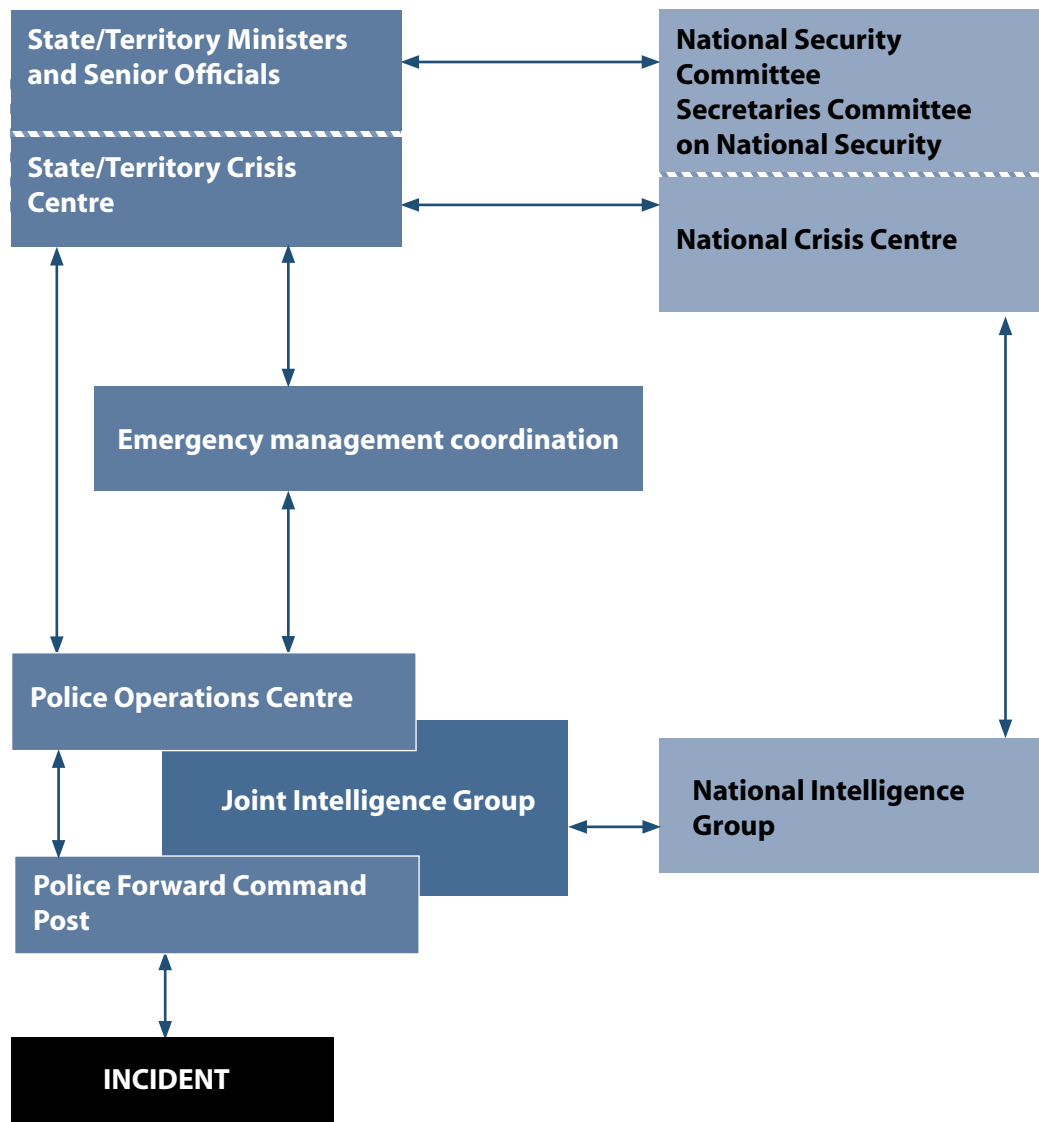 State/Territory Ministers
and Senior Officials
State/Territory Crisis
Centre
National Security
Committee
Secretaries Committee
on National Security
National Crisis Centre
Emergency management coordination
Police Operations Centre
Joint Intelligence Group
National Intelligence
Group
Police Forward Command
Post
INCIDENT